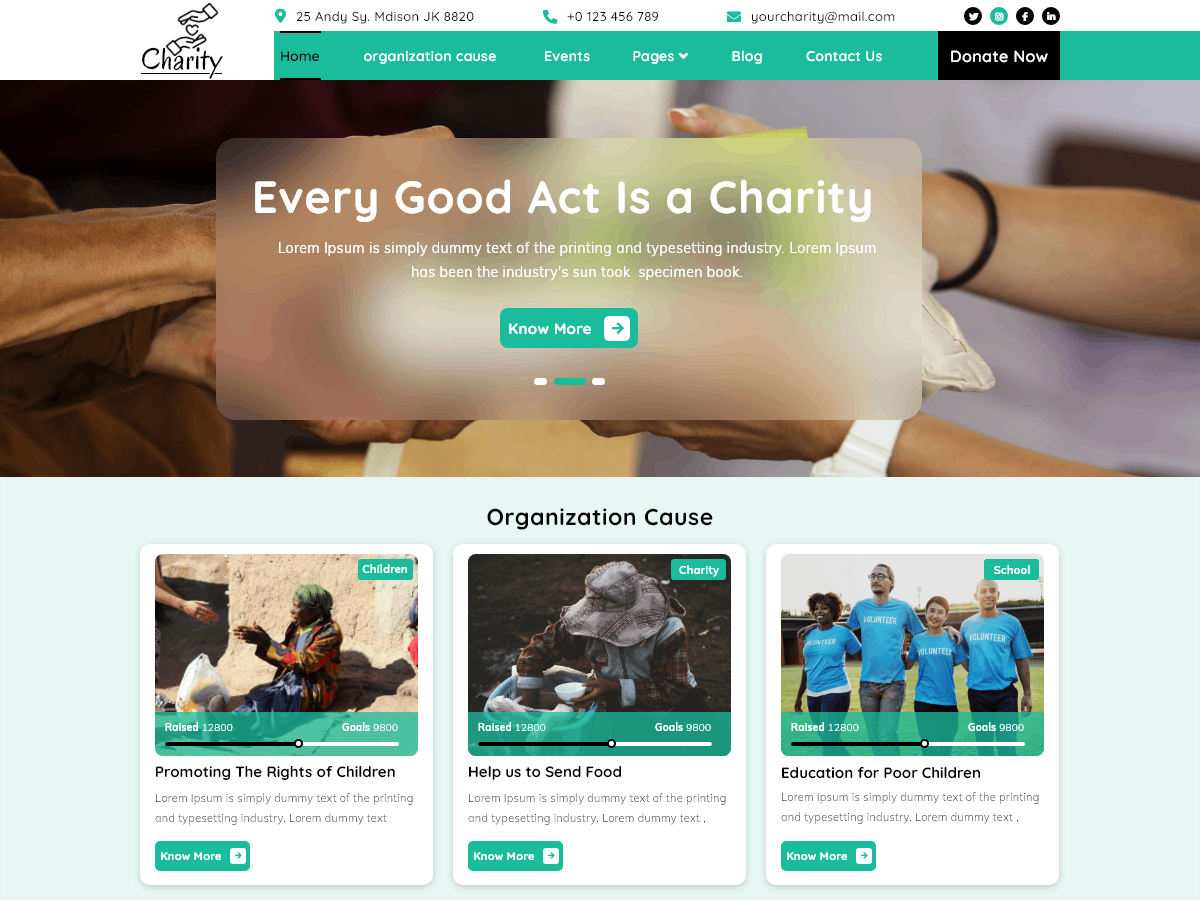 Charity
25 Andy Sy. Mdison JK 8820
+0 123 456 789
yourcharity@mail.com
Home
organization cause
Events
Pages
Blog
Contact Us
Donate Now
Every Good Act Is a Charity
Lorem Ipsum is simply dummy text of the printing and typesetting industry. Lorem Ipsum
has been the industry's sun took specimen book.
Know More
Organization Cause
Children
Raised 12800
Goals 9800
Promoting The Rights of Children
Lorem Ipsum is simply dummy text of the printing
and typesetting industry. Lorem dummy text
Know More
Charity
Raised 12800
Goals 9800
Help us to Send Food
Lorem Ipsum is simply dummy text of the printing
and typesetting industry. Lorem dummy text .
Know More
School
VOLUNTEER
VOLUNTEER
VOLUNTEER
VOLUNTEER
Raised 12800
Goals 9800
Education for Poor Children
Lorem Ipsum is simply dummy text of the printing
and typesetting industry. Lorem dummy text .
Know More